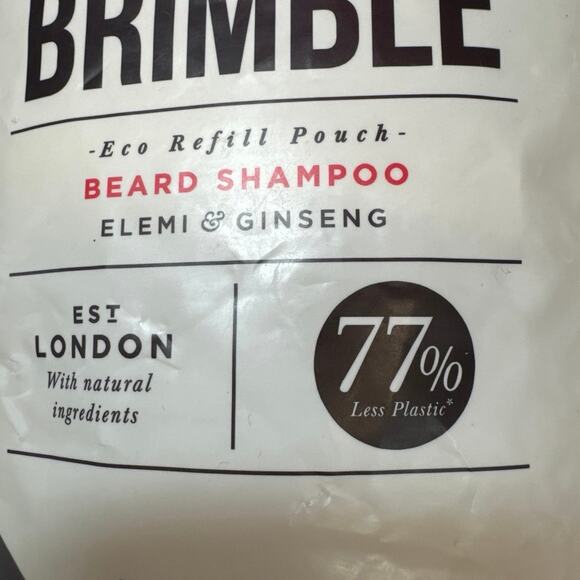 BRIMBLE
-Eco Refill Pouch-
BEARD SHAMPOO
ELEMI & GINSENG
EST
LONDON
With natural
ingredients
77%
Less Plastic*